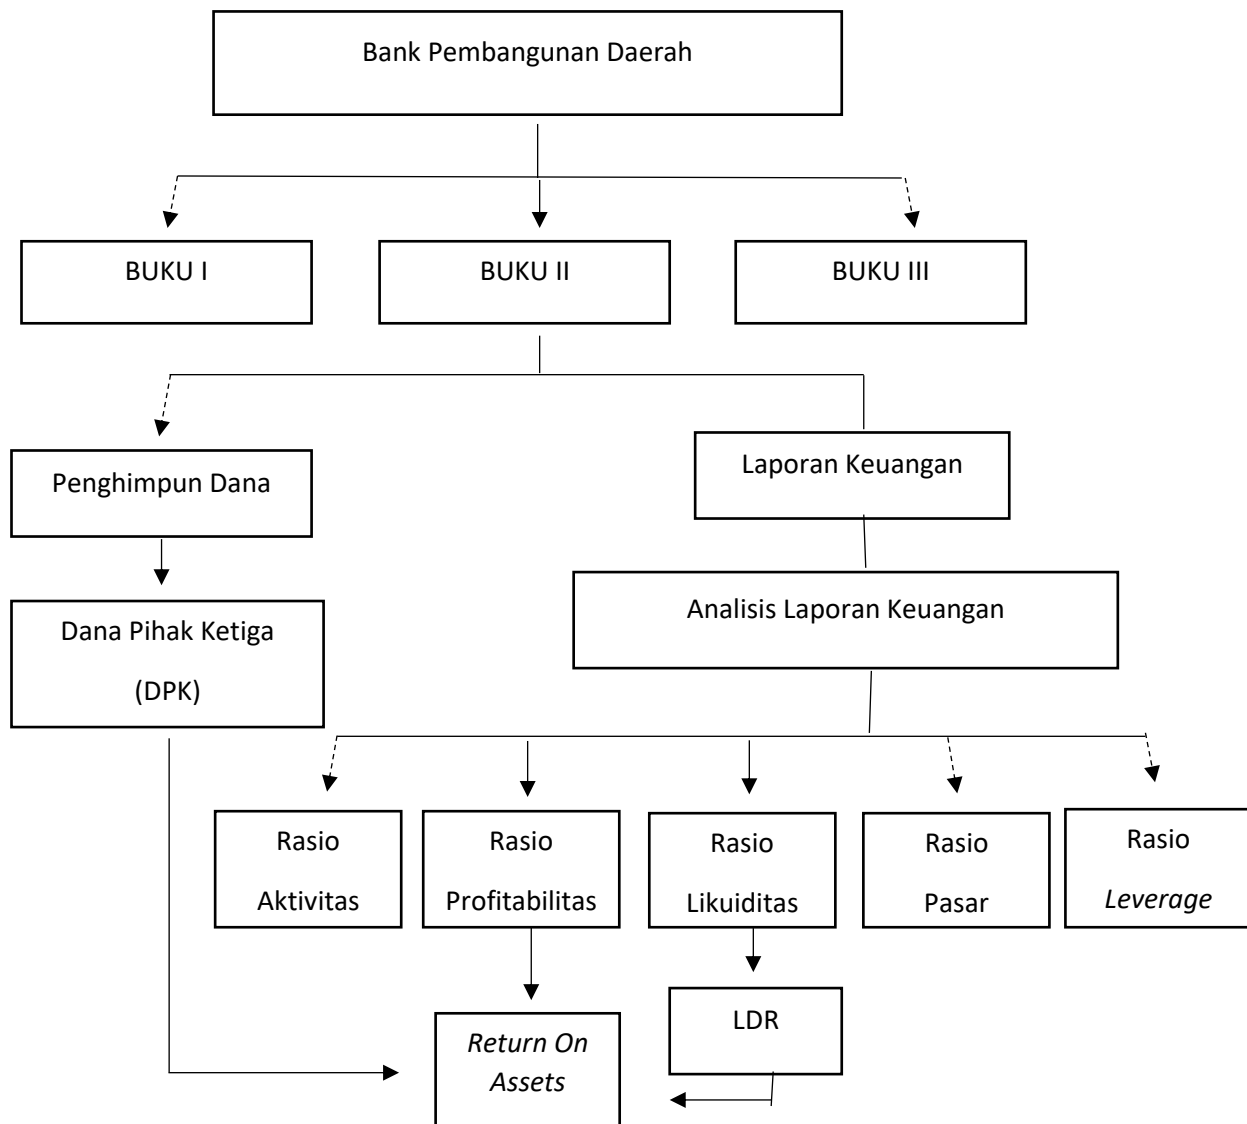 Bank Pembangunan Daerah
BUKU I
BUKU II
BUKU III
Penghimpun Dana
Laporan Keuangan
Dana Pihak Ketiga
(DPK)
Analisis Laporan Keuangan
Rasio
Aktivitas
Rasio
Profitabilitas
Rasio
Likuiditas
Rasio
Pasar
Rasio
Leverage
Return On
Assets
LDR